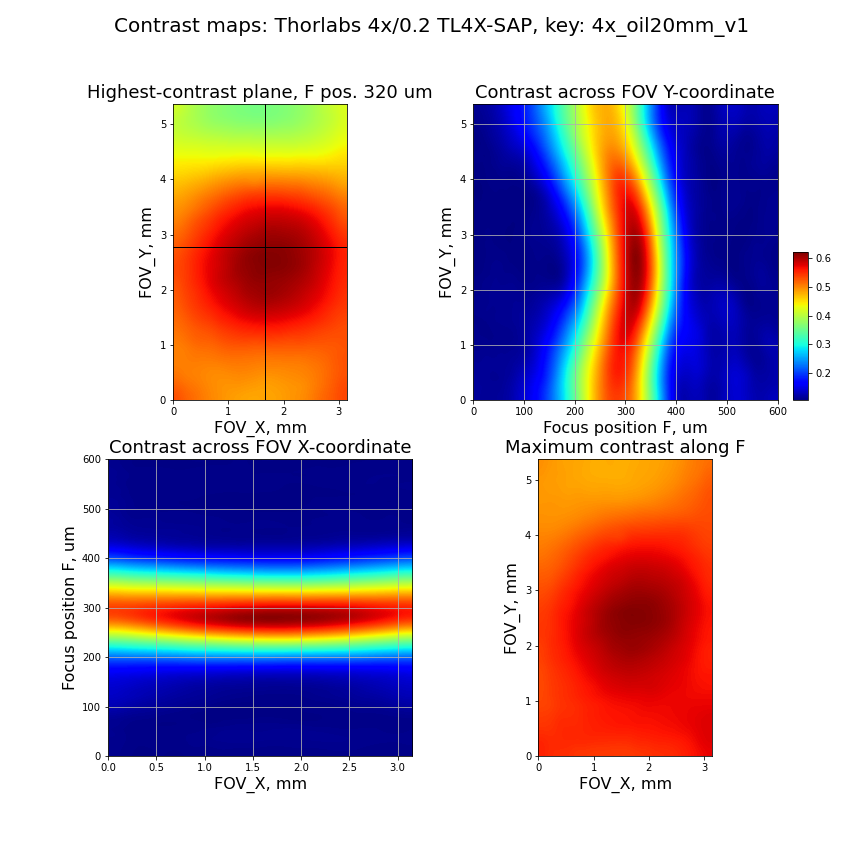 Contrast maps: Thorlabs 4x/0.2 TL4X-SAP, key: 4x_oil20mm_v1
Highest-contrast plane, F pos. 320 um
5
4
3
2
1
0
FOV_Y, mm
0 1 2 3
FOV_X, mm
Contrast across FOV Y-coordinate
5
4
3
2
1
0
FOV_Y, mm
0 100 200 300 400 500 600
Focus position F, um
0.6
0.5
0.4
0.3
0.2
Contrast across FOV X-coordinate
600
500
400
300
200
100
0
Focus position F, um
0.0 0.5 1.0 1.5 2.0 2.5 3.0
FOV_X, mm
Maximum contrast along F
5
4
3
2
1
0
FOV_Y, mm
0 1 2 3
FOV_X, mm